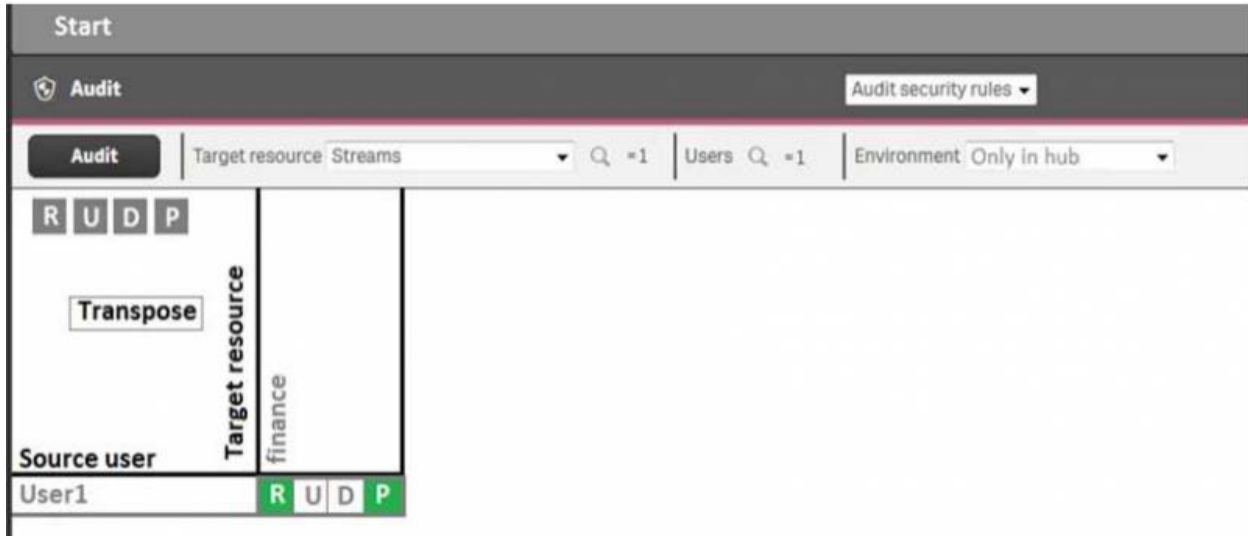 Start
Audit
Audit security rules
Audit Target resource Streams =1 Users =1 Environment Only in hub
R U D P
Transpose
Target resource
finance
Source user
User1 R U D P